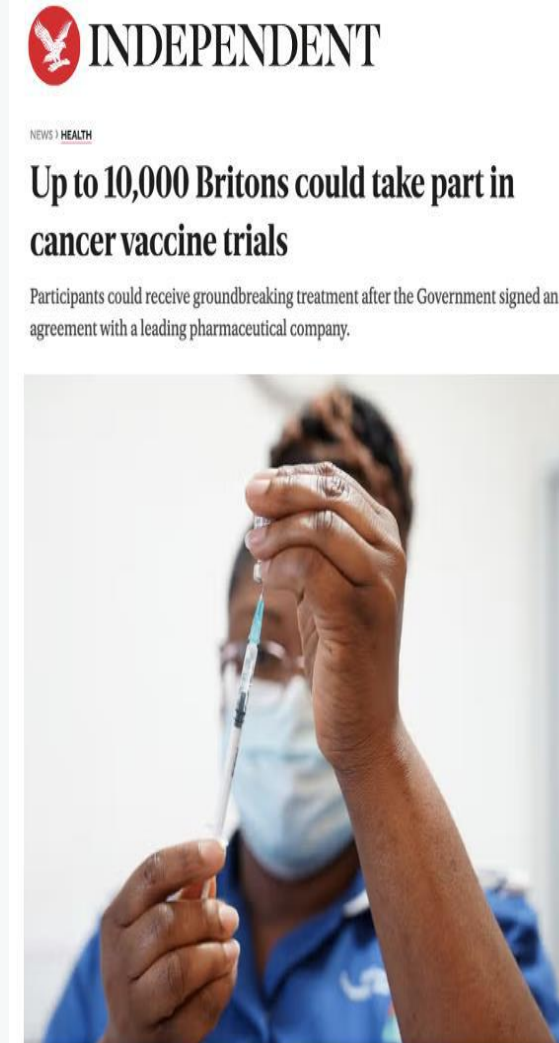 INDEPENDENT
NEWS › HEALTH
Up to 10,000 Britons could take part in
cancer vaccine trials
Participants could receive groundbreaking treatment after the Government signed an
agreement with a leading pharmaceutical company.